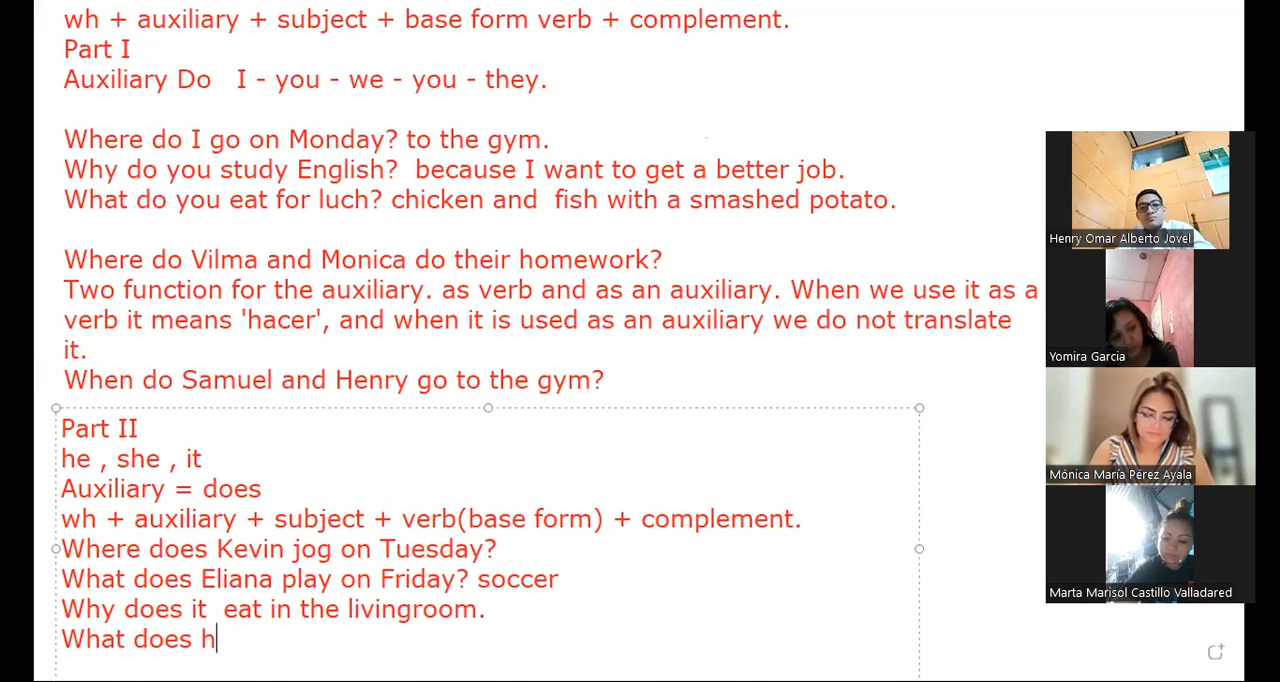 wh + auxiliary + subject + base form verb + complement.
Part I
Auxiliary Do   I - you - we - you - they.
Where do I go on Monday? to the gym.
Why do you study English?  because I want to get a better job.
What do you eat for luch? chicken and  fish with a smashed potato.
Where do Vilma and Monica do their homework?
Two function for the auxiliary. as verb and as an auxiliary. When we use it as a
verb it means 'hacer', and when it is used as an auxiliary we do not translate
it.
When do Samuel and Henry go to the gym?
Part II
he , she , it
Auxiliary = does
wh + auxiliary + subject + verb(base form) + complement.
Where does Kevin jog on Tuesday?
What does Eliana play on Friday? soccer
Why does it  eat in the livingroom.
What does h
Henry Omar Alberto Jovel
Yomira Garcia
Mónica María Pérez Ayala
Marta Marisol Castillo Valladared